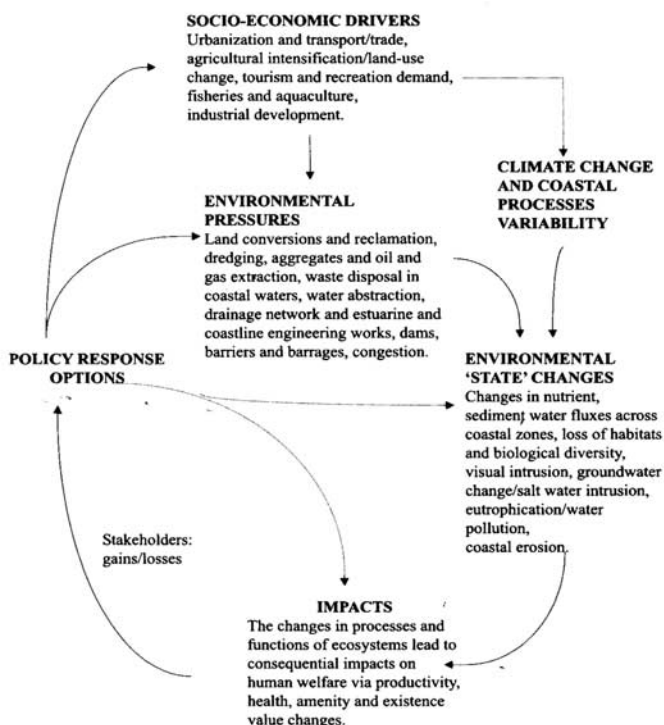 SOCIO-ECONOMIC DRIVERS
Urbanization and transport/trade,
agricultural intensification/land-use
change, tourism and recreation demand,
fisheries and aquaculture,
industrial development.
CLIMATE CHANGE
AND COASTAL
PROCESSES
VARIABILITY
ENVIRONMENTAL
PRESSURES
Land conversions and reclamation,
dredging, aggregates and oil and
gas extraction, waste disposal in
coastal waters, water abstraction,
drainage network and estuarine and
coastline engineering works, dams,
barriers and barrages, congestion.
POLICY RESPONSE
OPTIONS
ENVIRONMENTAL
‘STATE’ CHANGES
Changes in nutrient,
sediment water fluxes across
coastal zones, loss of habitats
and biological diversity,
visual intrusion, groundwater
change/salt water intrusion,
eutrophication/water
pollution,
coastal erosion.
Stakeholders:
gains/losses
IMPACTS
The changes in processes and
functions of ecosystems lead to
consequential impacts on
human welfare via productivity,
health, amenity and existence
value changes.